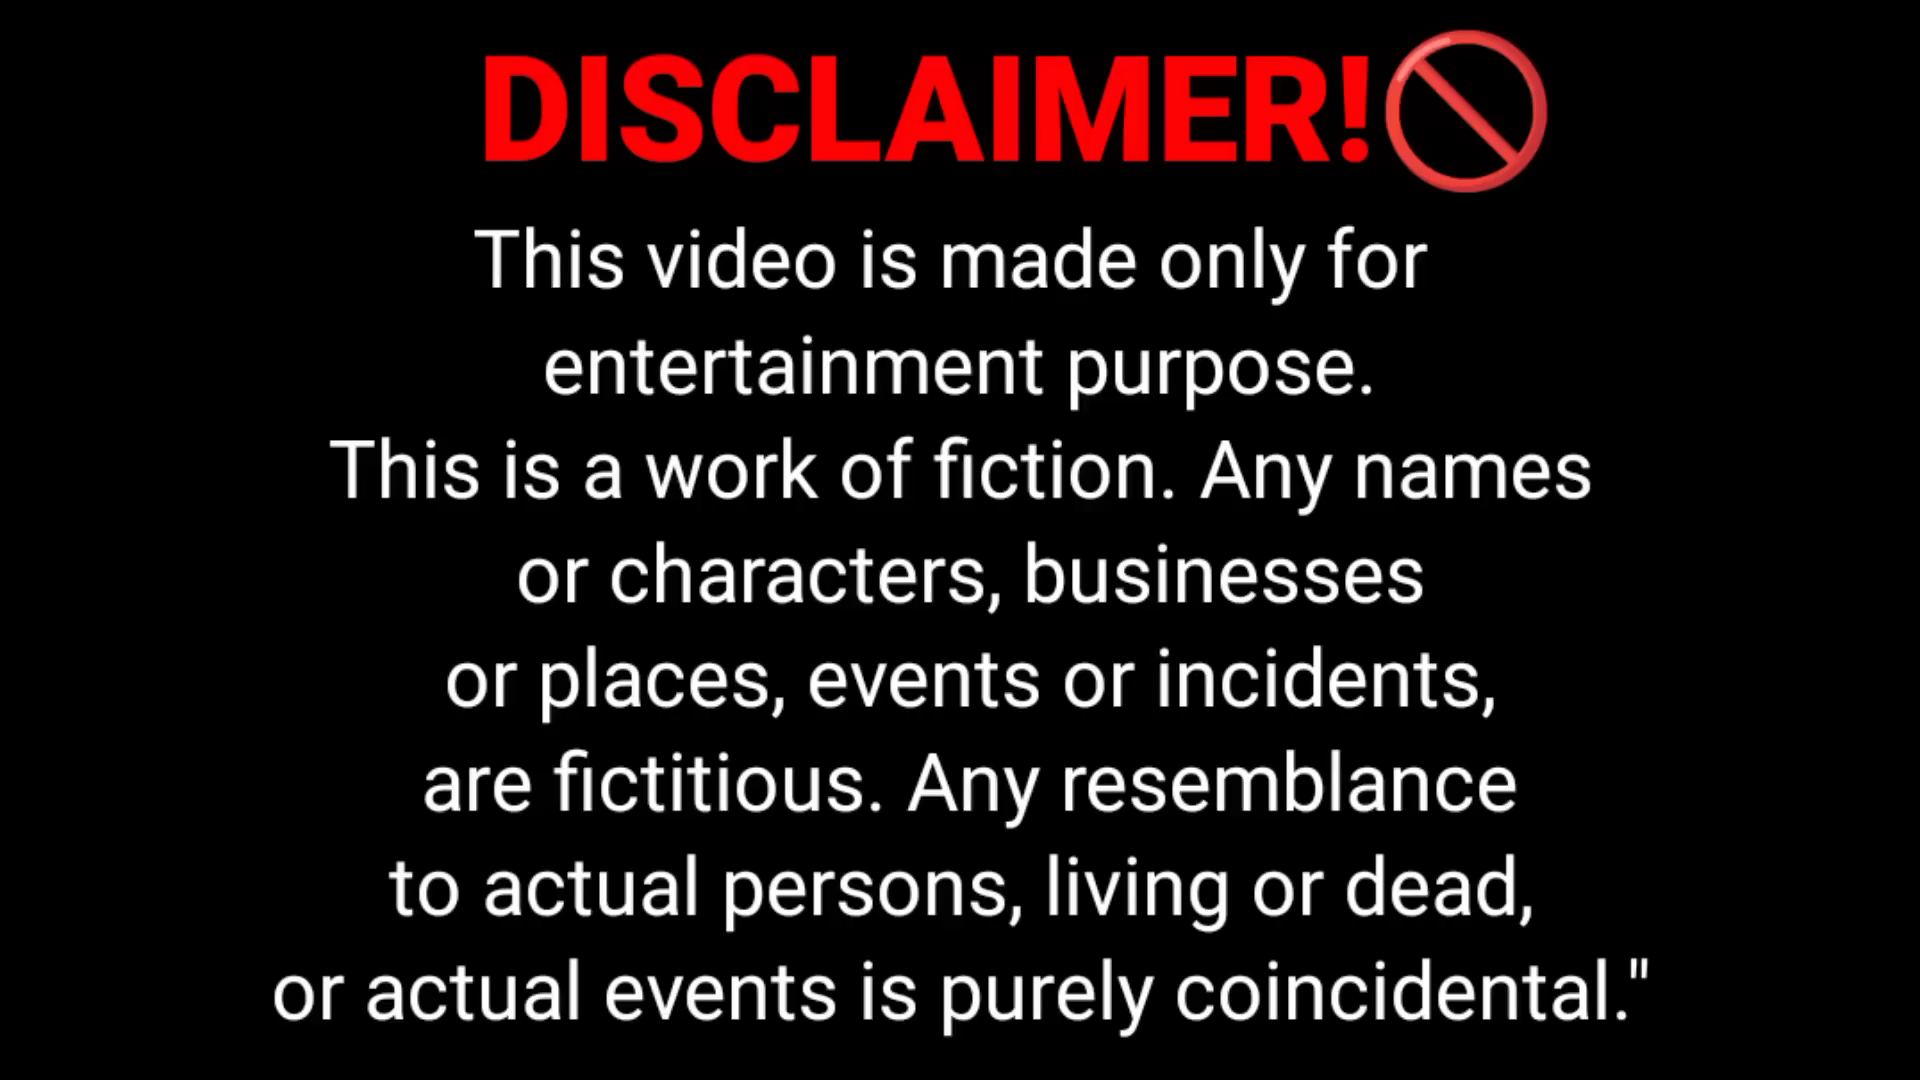 DISCLAIMER!🚫
This video is made only for
entertainment purpose.
This is a work of fiction. Any names
or characters, businesses
or places, events or incidents,
are fictitious. Any resemblance
to actual persons, living or dead,
or actual events is purely coincidental."